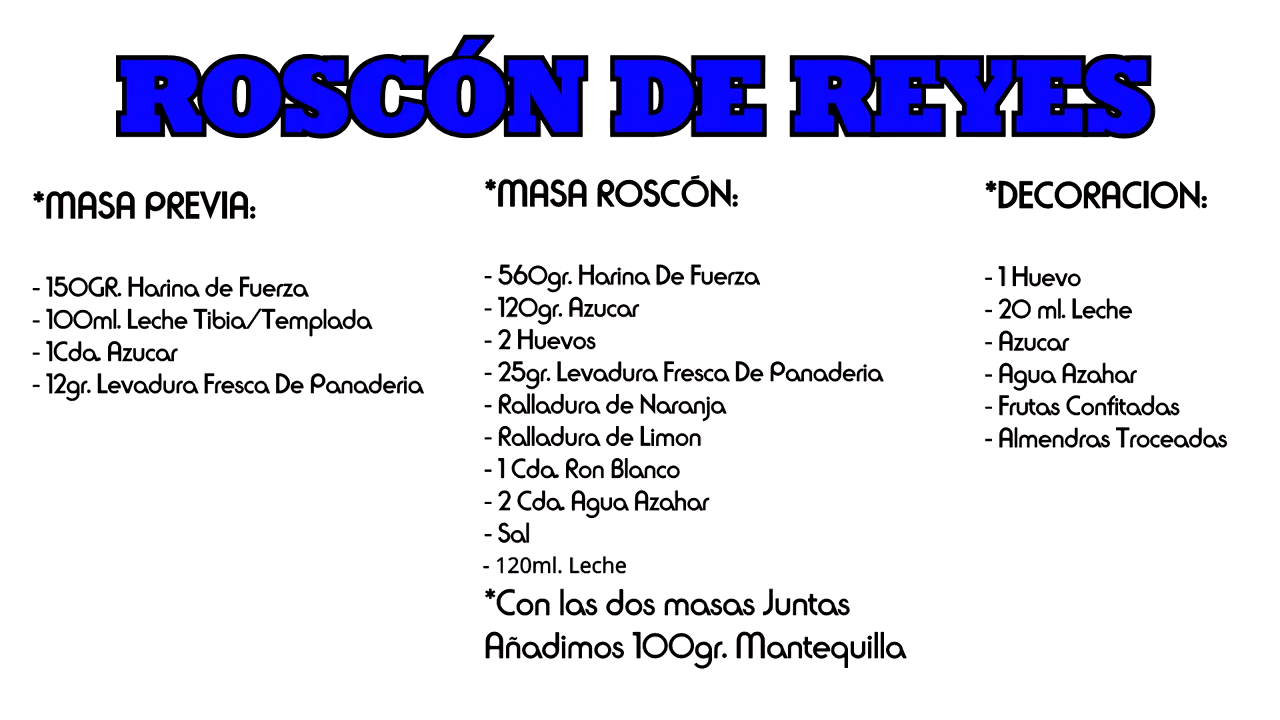 ROSCÓN DE REYES
*MASA PREVIA:
- 150GR. Harina de Fuerza
- 100ml. Leche Tibia/Templada
- 1Cda. Azucar
- 12gr. Levadura Fresca De Panaderia
*MASA ROSCÓN:
- 560gr. Harina De Fuerza
- 120gr. Azucar
- 2 Huevos
- 25gr. Levadura Fresca De Panaderia
- Ralladura de Naranja
- Ralladura de Limon
- 1 Cda. Ron Blanco
- 2 Cda. Agua Azahar
- Sal
- 120ml. Leche
*Con las dos masas Juntas
Añadimos 100gr. Mantequilla
*DECORACION:
- 1 Huevo
- 20 ml. Leche
- Azucar
- Agua Azahar
- Frutas Confitadas
- Almendras Troceadas